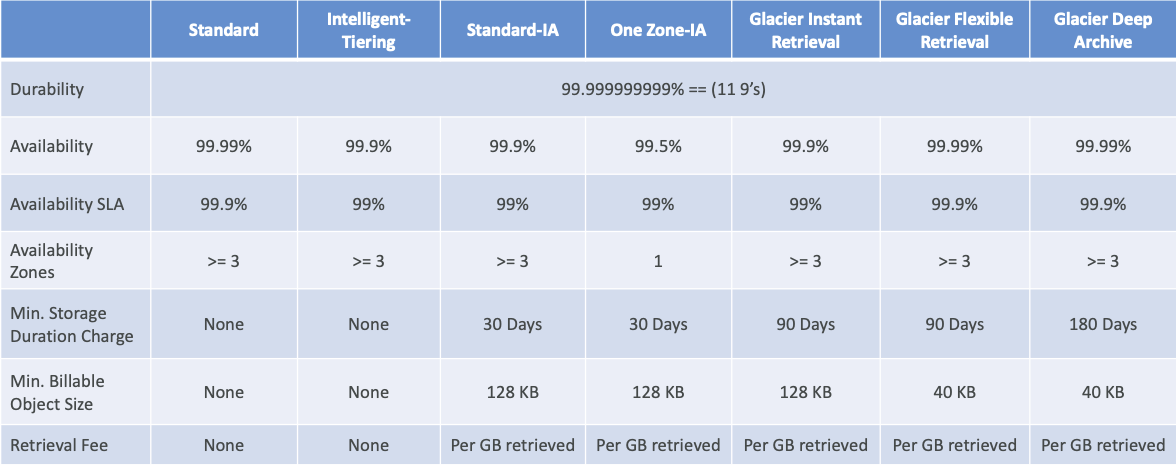 Standard Intelligent-Tiering Standard-IA One Zone-IA Glacier Instant Retrieval Glacier Flexible Retrieval Glacier Deep Archive
Durability 99.999999999% == (11 9’s)
Availability 99.99% 99.9% 99.9% 99.5% 99.9% 99.99% 99.99%
Availability SLA 99.9% 99% 99% 99% 99% 99.9% 99.9%
Availability Zones >= 3 >= 3 >= 3 1 >= 3 >= 3 >= 3
Min. Storage Duration Charge None None 30 Days 30 Days 90 Days 90 Days 180 Days
Min. Billable Object Size None None 128 KB 128 KB 128 KB 40 KB 40 KB
Retrieval Fee None None Per GB retrieved Per GB retrieved Per GB retrieved Per GB retrieved Per GB retrieved